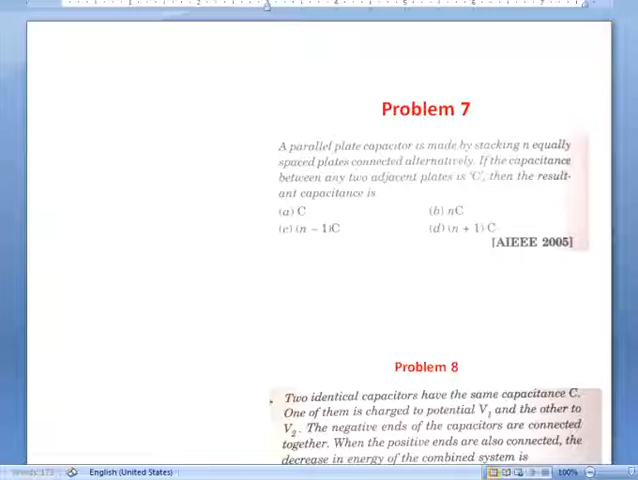 Problem 7
A parallel plate capacitor is made by stacking n equally
spaced plates connected alternatively. If the capacitance
between any two adjacent plates is 'C', then the result-
ant capacitance is
(a) C (b) nC
(c) (n – 1)C (d) (n + 1) C
[AIEEE 2005]
Problem 8
Two identical capacitors have the same capacitance C.
One of them is charged to potential V₁ and the other to
V₂. The negative ends of the capacitors are connected
together. When the positive ends are also connected, the
decrease in energy of the combined system is
Words: 173 English (United States) 100%